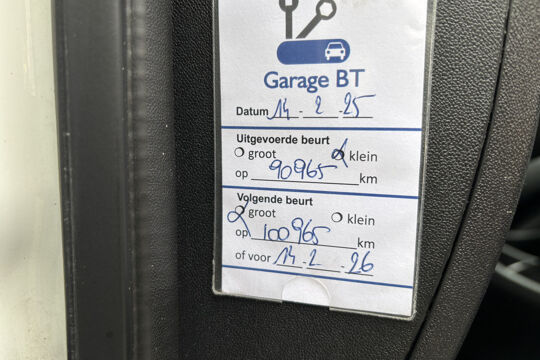 Garage BT
Datum 14-2-25
Uitgevoerde beurt
groot klein
op 90965 km
Volgende beurt
groot klein
op 100965 km
of voor 14-2-26